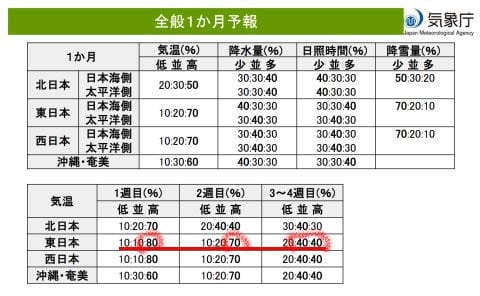 全般1か月予報
気象庁
Japan Meteorological Agency
1か月 気温(%) 降水量(%) 日照時間(%) 降雪量(%)
低 並 高 少 並 多 少 並 多 少 並 多
北日本 日本海側 20:30:50 30:30:40 40:30:30 50:30:20
太平洋側 30:30:40 40:30:30
東日本 日本海側 10:20:70 30:40:30 30:30:40 70:20:10
太平洋側 30:40:30 30:30:40
西日本 日本海側 10:20:70 30:40:30 30:40:30 70:20:10
太平洋側 30:40:30 30:40:30
沖縄・奄美 10:30:60 40:30:30 30:30:40
気温 1週目(%) 2週目(%) 3〜4週目(%)
低 並 高 低 並 高 低 並 高
北日本 10:20:70 20:40:40 30:40:30
東日本 10:10:80 10:20:70 20:40:40
西日本 10:10:80 10:20:70 20:40:40
沖縄・奄美 10:30:60 10:20:70 20:40:40